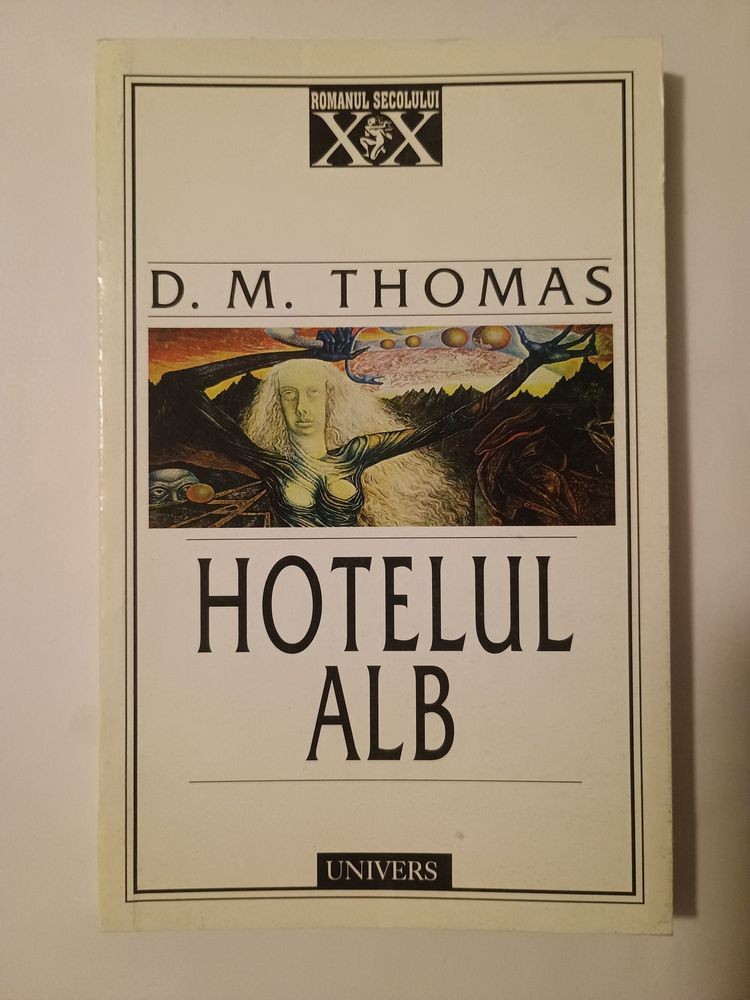 ROMANUL SECOLULUI
XX
D. M. THOMAS
HOTELUL
ALB
UNIVERS